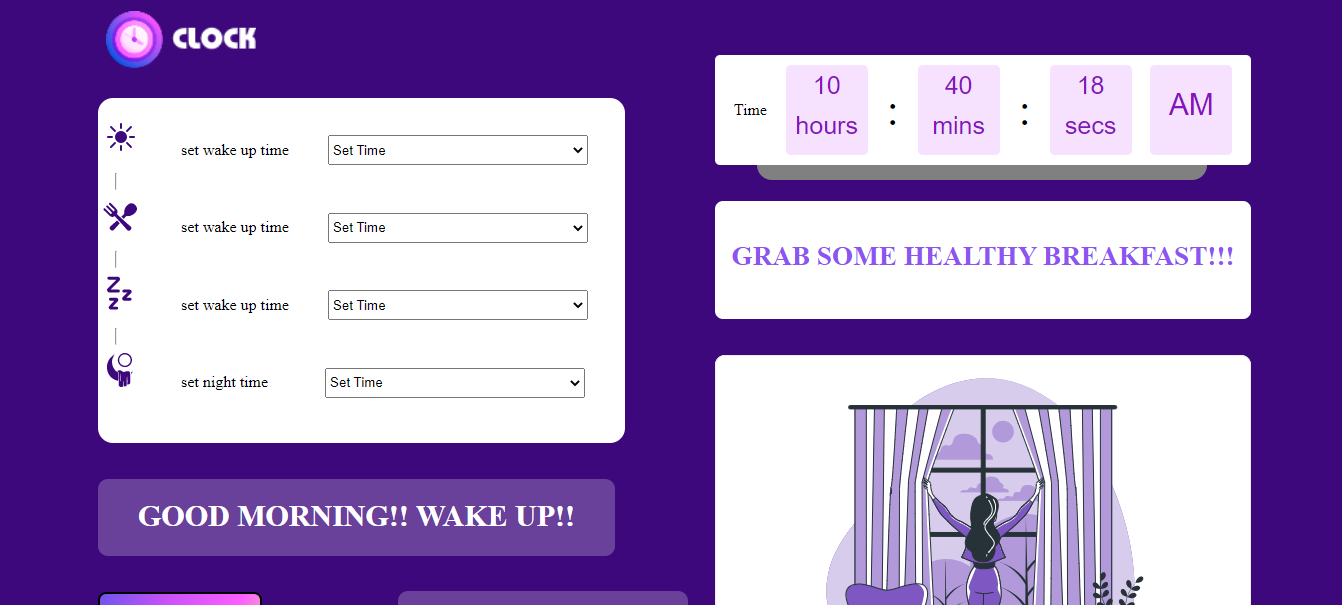 CLOCK
set wake up time Set Time
set wake up time Set Time
set wake up time Set Time
set night time Set Time
GOOD MORNING!! WAKE UP!!
Time 10 hours : 40 mins : 18 secs AM
GRAB SOME HEALTHY BREAKFAST!!!